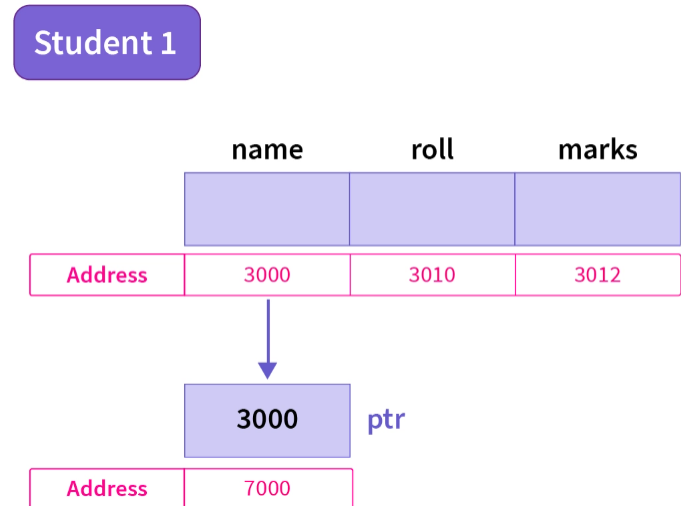 Student 1
name roll marks
Address 3000 3010 3012
3000 ptr
Address 7000